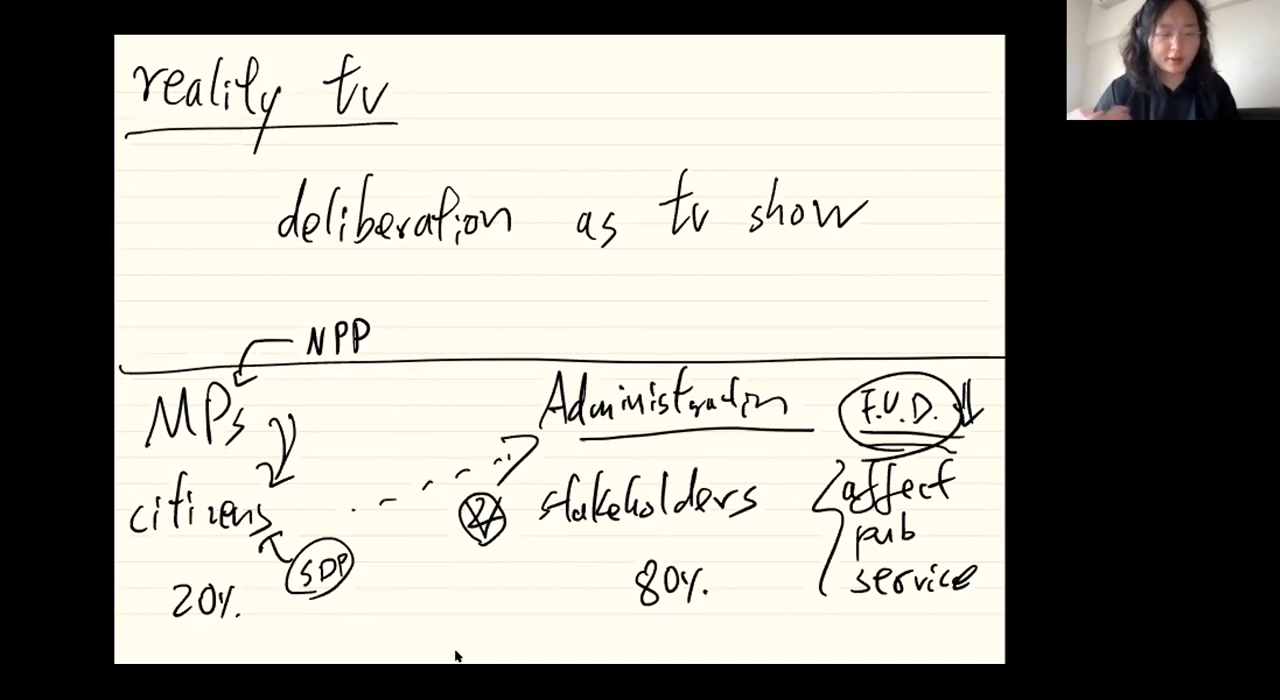 reality tv
deliberation as tv show
NPP
MPs
citizens
SDP
20%.
Administration
stakeholders
80%.
F.U.D.
affect
pub
service